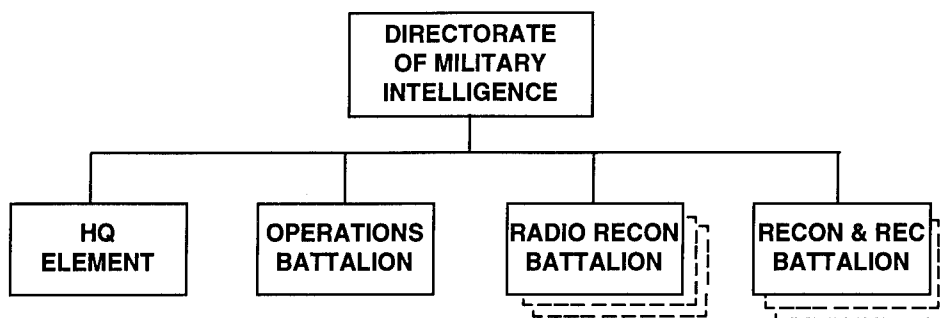 DIRECTORATE
OF MILITARY
INTELLIGENCE
HQ
ELEMENT
OPERATIONS
BATTALION
RADIO RECON
BATTALION
RECON & REC
BATTALION